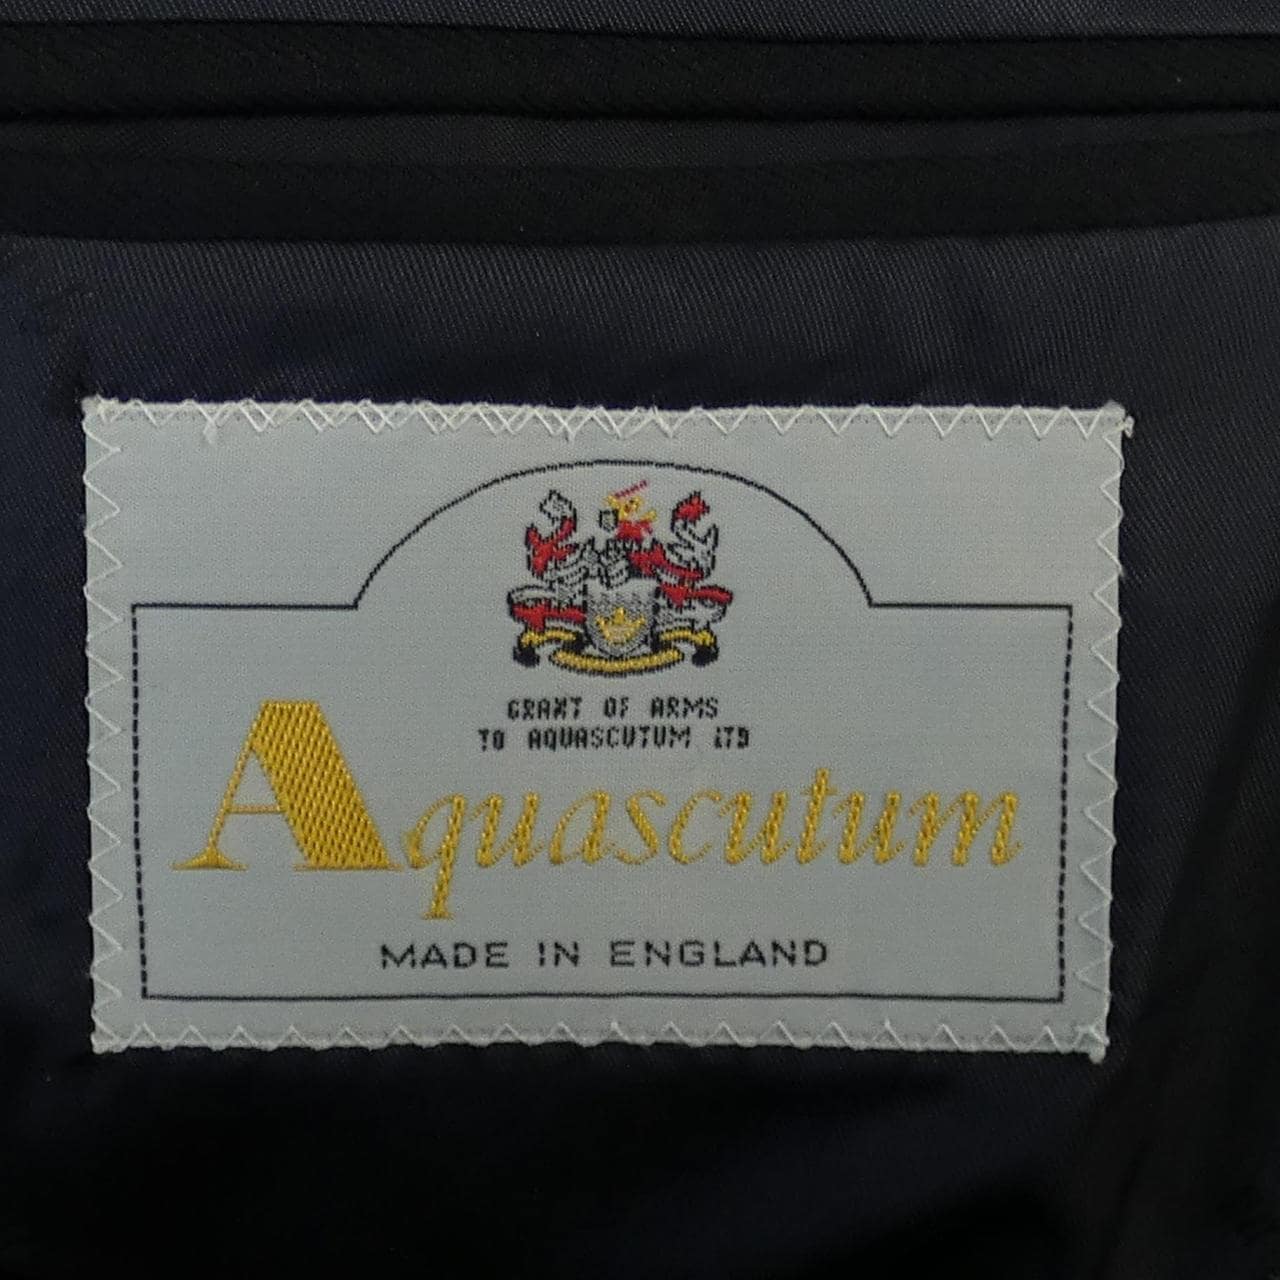 GRANT OF ARMS
TO AQUASCUTUM LTD
Aquascutum
MADE IN ENGLAND